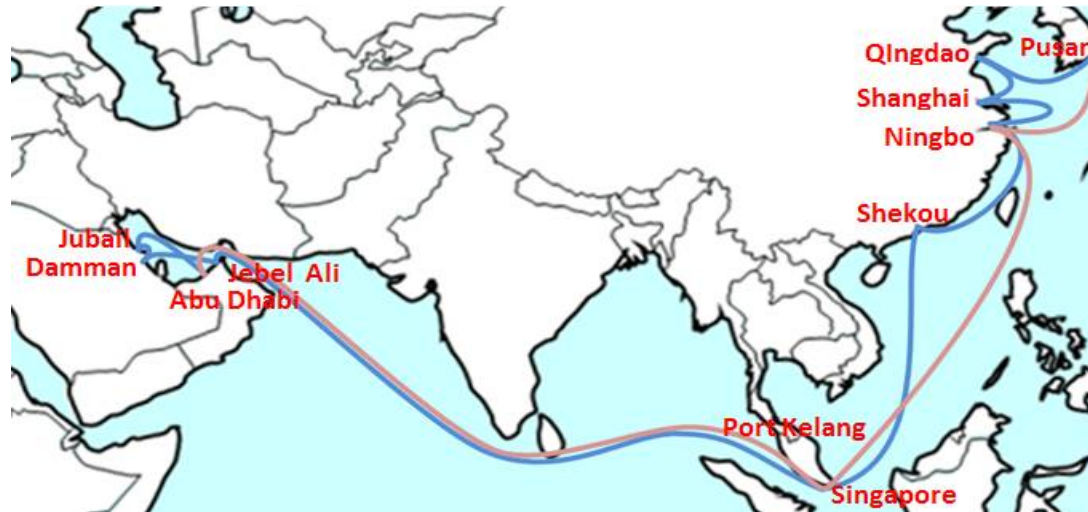 QIngdao
Pusan
Shanghai
Ningbo
Shekou
Jubail
Damman
Jebel Ali
Abu Dhabi
Port Kelang
Singapore